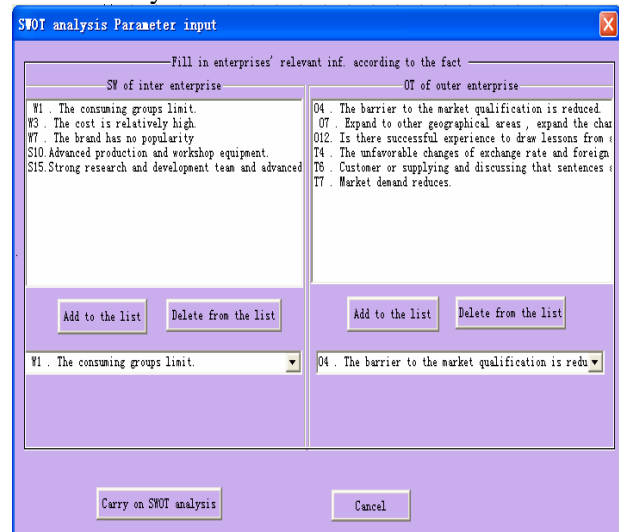 SWOT analysis Parameter input
Fill in enterprises' relevant inf. according to the fact
SW of inter enterprise
W1 . The consuming groups limit.
W3 . The cost is relatively high.
W7 . The brand has no popularity
S10.Advanced production and workshop equipment.
S15.Strong research and development team and advanced
Add to the list
Delete from the list
W1 . The consuming groups limit.
OT of outer enterprise
O4 . The barrier to the market qualification is reduced.
O7 . Expand to other geographical areas , expand the char
O12. Is there successful experience to draw lessons from
T4 . The unfavorable changes of exchange rate and foreign
T6 . Customer or supplying and discussing that sentences
T7 . Market demand reduces.
Add to the list
Delete from the list
O4 . The barrier to the market qualification is redu
Carry on SWOT analysis
Cancel